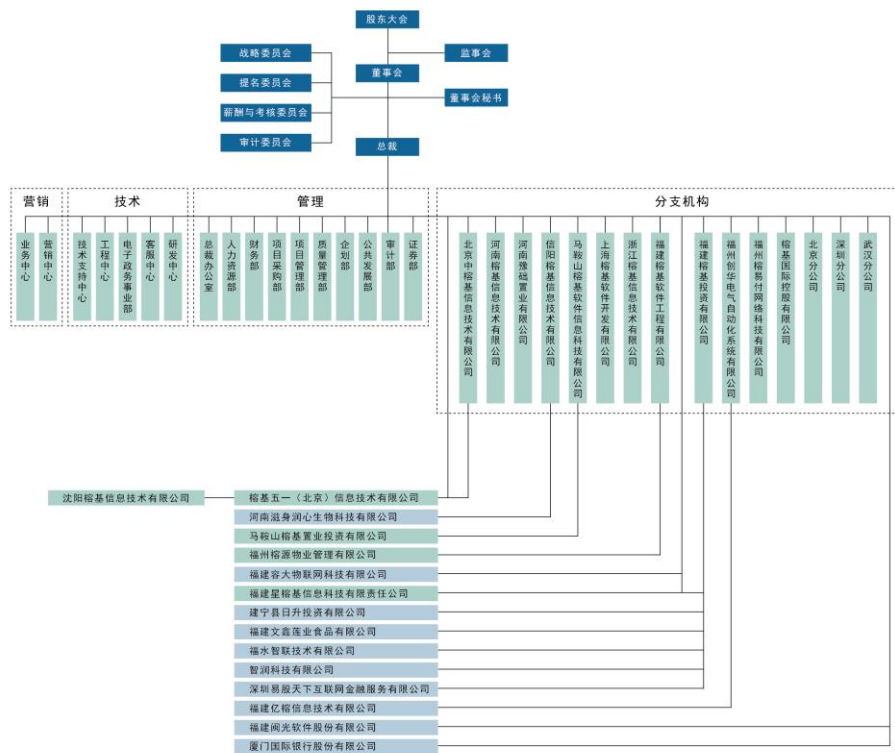 股东大会
战略委员会
监事会
提名委员会
董事会
薪酬与考核委员会
董事会秘书
审计委员会
总裁
营销
技术
管理
分支机构
业务中心
营销中心
技术支持中心
工程中心
电子政务事业部
客服中心
研发中心
总裁办公室
人力资源部
财务部
项目采购部
项目管理部
质量管理部
企划部
公共发展部
审计部
证券部
北京中榕基信息技术有限公司
河南榕基信息技术有限公司
河南豫础置业有限公司
信阳榕基信息技术有限公司
马鞍山榕基软件信息科技有限公司
上海榕基软件开发有限公司
浙江榕基信息技术有限公司
福建榕基软件工程有限公司
福建榕基投资有限公司
福州创华电气自动化系统有限公司
福州榕易付网络科技有限公司
榕基国际控股有限公司
北京分公司
深圳分公司
武汉分公司
沈阳榕基信息技术有限公司
榕基五一（北京）信息技术有限公司
河南滋身润心生物科技有限公司
马鞍山榕基置业投资有限公司
福州榕源物业管理有限公司
福建容大物联网科技有限公司
福建星榕基信息科技有限责任公司
建宁县日升投资有限公司
福建文鑫莲业食品有限公司
福水智联技术有限公司
智润科技有限公司
深圳易股天下互联网金融服务有限公司
福建亿榕信息技术有限公司
福建闽光软件股份有限公司
厦门国际银行股份有限公司